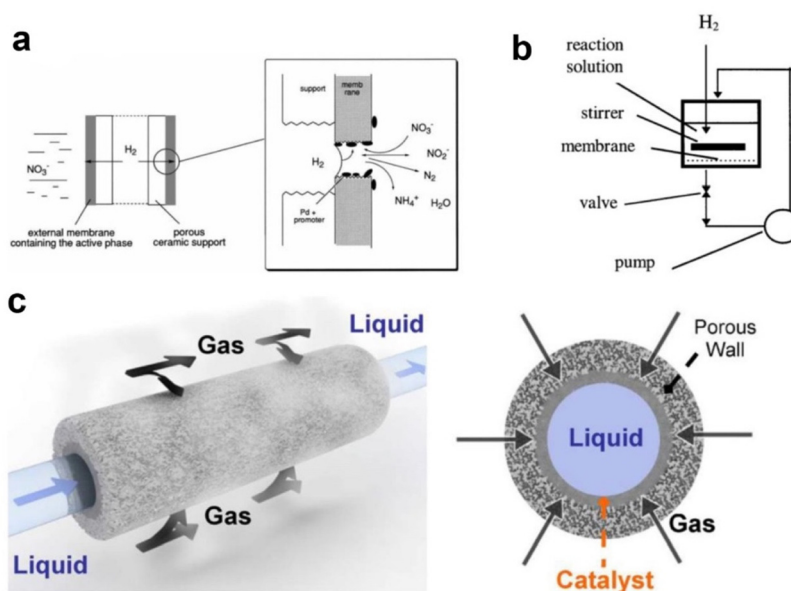 a
support
memb
rane
H₂
NO₃⁻
NO₃⁻
NO₂⁻
N₂
NH₄⁺
H₂O
H₂
Pd +
promoter
external membrane
containing the active phase
porous
ceramic support
b
H₂
reaction
solution
stirrer
membrane
valve
pump
c
Liquid
Gas
Gas
Liquid
Porous
Wall
Liquid
Gas
Catalyst